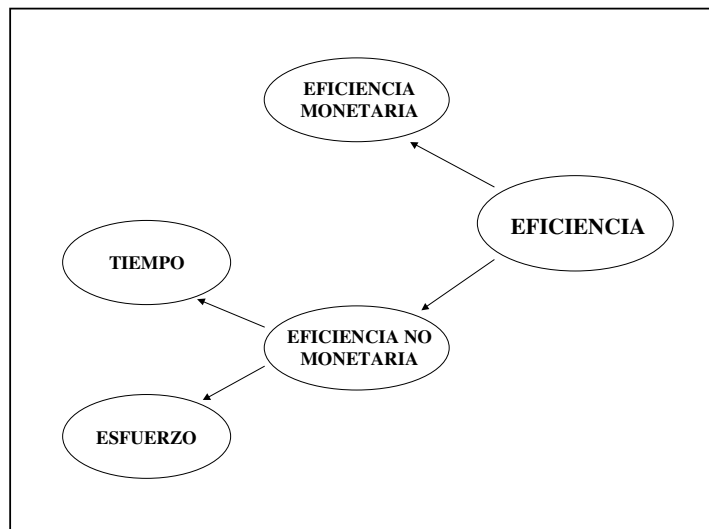 EFICIENCIA
MONETARIA
EFICIENCIA
TIEMPO
EFICIENCIA NO
MONETARIA
ESFUERZO